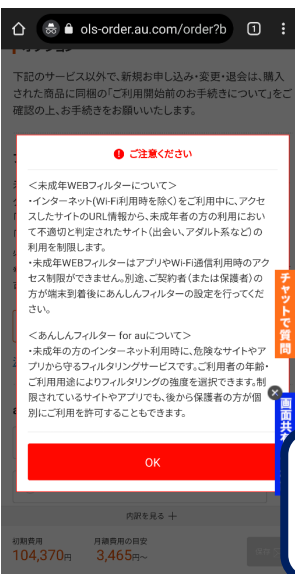 ols-order.au.com/order?b
1
オプション
下記のサービス以外で、新規お申し込み・変更・退会は、購入
された商品に同梱の「ご利用開始前のお手続きについて」をご
確認の上、お手続きをお願いいたします。
ご注意ください
＜未成年WEBフィルターについて＞
・インターネット(Wi-Fi利用時を除く)をご利用中に、アクセ
スしたサイトのURL情報から、未成年者の方の利用におい
て不適切と判定されたサイト（出会い、アダルト系など）の
利用を制限します。
・未成年WEBフィルターはアプリやWi-Fi通信利用時のアク
セス制限ができません。別途、ご契約者（または保護者）の
方が端末到着後にあんしんフィルターの設定を行ってくだ
さい。
＜あんしんフィルター for auについて＞
・未成年の方のインターネット利用時に、危険なサイトやア
プリから守るフィルタリングサービスです。ご利用者の年齢・
ご利用用途によりフィルタリングの強度を選択できます。制
限されているサイトやアプリでも、後から保護者の方が個
別にご利用を許可することもできます。
OK
チャットで質問
画面共有
内訳を見る ＋
初期費用
月額費用の目安
104,370円
3,465円〜